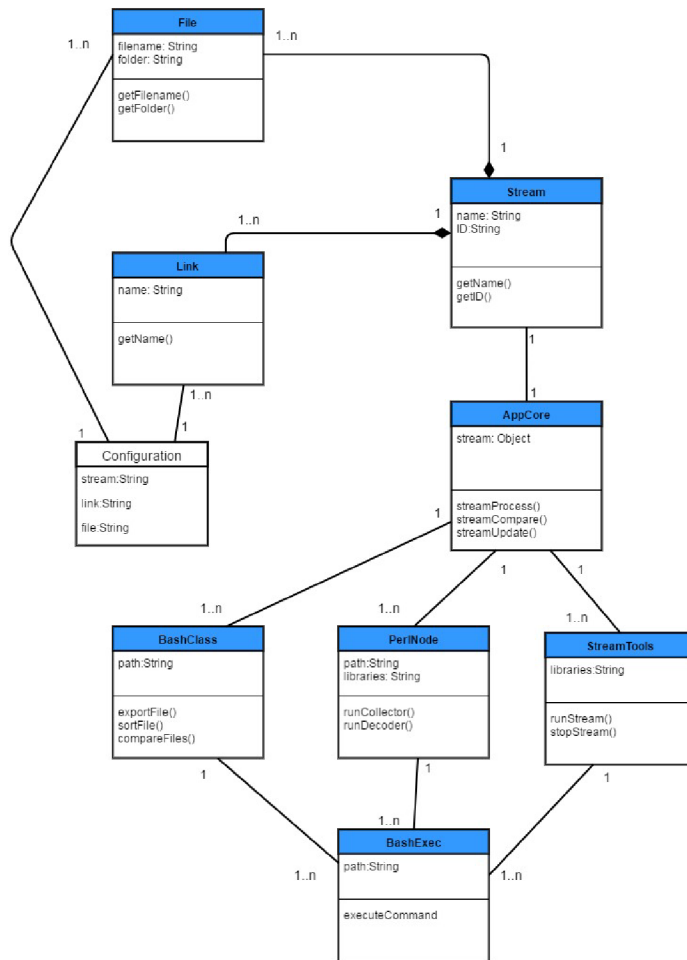 File
1..n
1..n
filename: String
folder: String
getFilename()
getFolder()
1
Stream
1..n
1
name: String
ID:String
Link
name: String
getName()
getID()
getName()
1
1..n
1
1
1
AppCore
Configuration
stream: Object
stream:String
link:String
file:String
streamProcess()
streamCompare()
streamUpdate()
1
1
1
1..n
1..n
1..n
BashClass
PerlNode
StreamTools
path:String
path:String
libraries: String
libraries:String
exportFile()
sortFile()
compareFiles()
runCollector()
runDecoder()
runStream()
stopStream()
1
1
1
1..n
BashExec
1..n
1..n
path:String
executeCommand